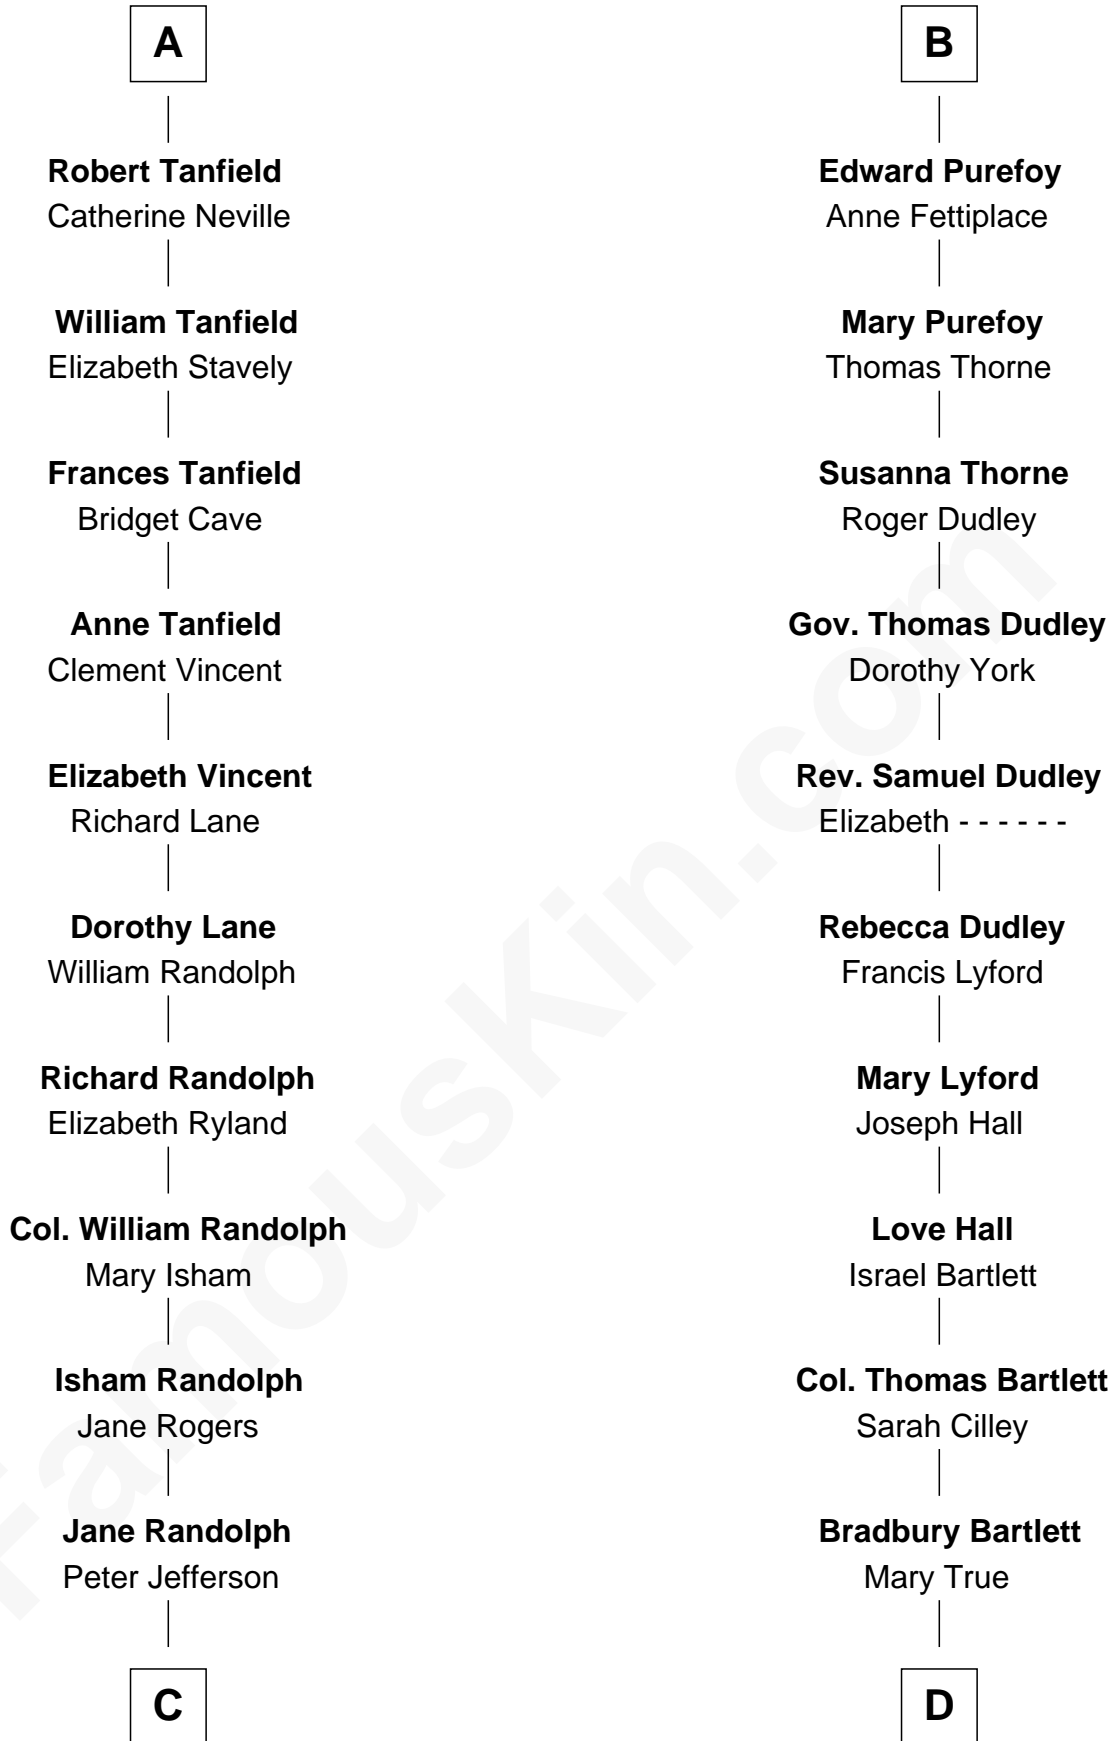 A
Robert Tanfield
Catherine Neville
William Tanfield
Elizabeth Stavely
Frances Tanfield
Bridget Cave
Anne Tanfield
Clement Vincent
Elizabeth Vincent
Richard Lane
Dorothy Lane
William Randolph
Richard Randolph
Elizabeth Ryland
Col. William Randolph
Mary Isham
Isham Randolph
Jane Rogers
Jane Randolph
Peter Jefferson
C
B
Edward Purefoy
Anne Fettiplace
Mary Purefoy
Thomas Thorne
Susanna Thorne
Roger Dudley
Gov. Thomas Dudley
Dorothy York
Rev. Samuel Dudley
Elizabeth - - - - - -
Rebecca Dudley
Francis Lyford
Mary Lyford
Joseph Hall
Love Hall
Israel Bartlett
Col. Thomas Bartlett
Sarah Cilley
Bradbury Bartlett
Mary True
D
FamousKin.com